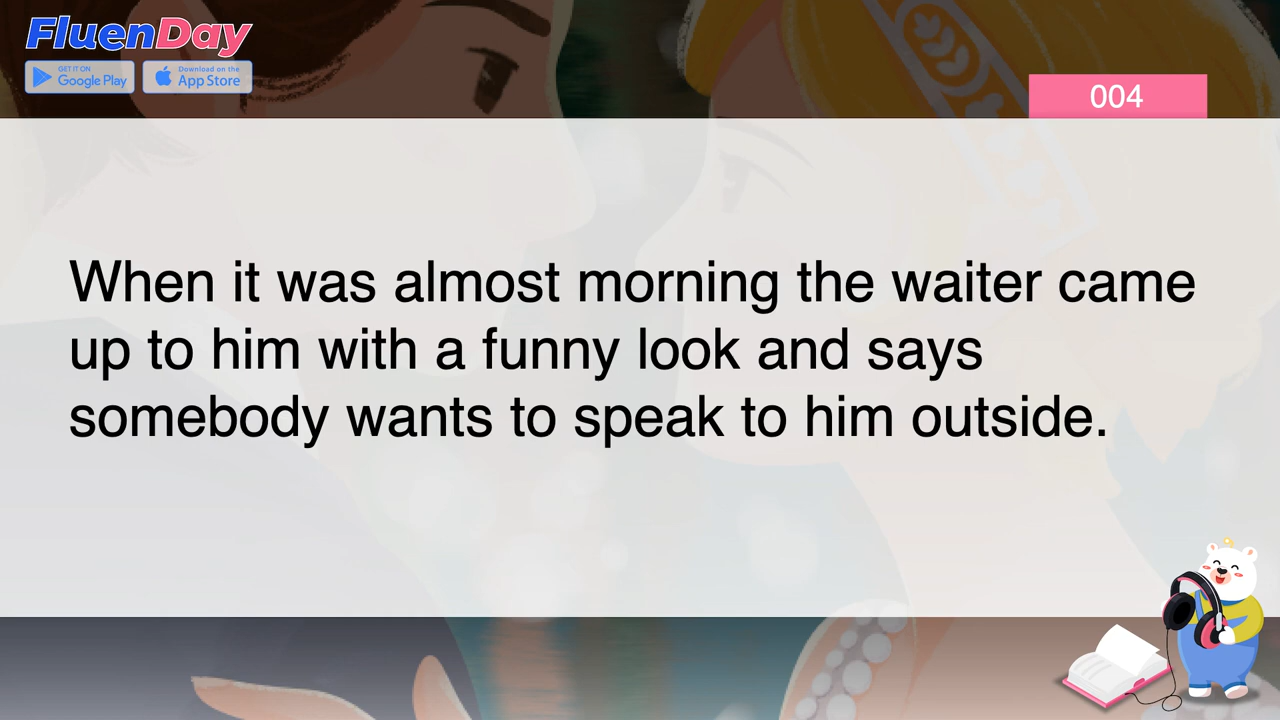 FluenDay
GET IT ON
Google Play
Download on the
App Store
004
When it was almost morning the waiter came
up to him with a funny look and says
somebody wants to speak to him outside.